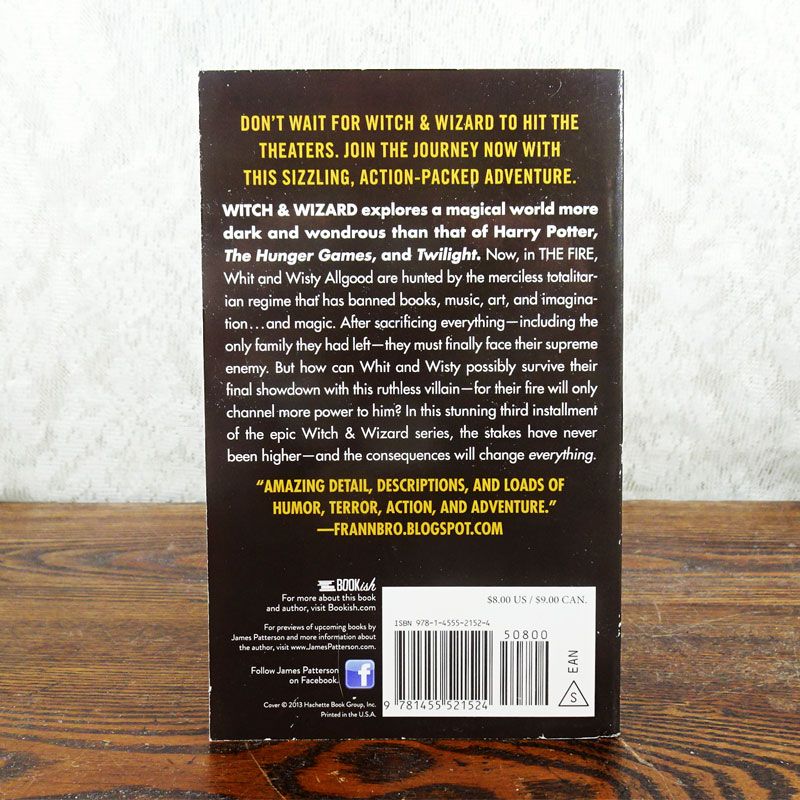 DON'T WAIT FOR WITCH & WIZARD TO HIT THE
THEATERS. JOIN THE JOURNEY NOW WITH
THIS SIZZLING, ACTION-PACKED ADVENTURE.
WITCH & WIZARD explores a magical world more
dark and wondrous than that of Harry Potter,
The Hunger Games, and Twilight. Now, in THE FIRE,
Whit and Wisty Allgood are hunted by the merciless totalitar-
ian regime that has banned books, music, art, and imagina-
tion...and magic. After sacrificing everything—including the
only family they had left—they must finally face their supreme
enemy. But how can Whit and Wisty possibly survive their
final showdown with this ruthless villain—for their fire will only
channel more power to him? In this stunning third installment
of the epic Witch & Wizard series, the stakes have never
been higher—and the consequences will change everything.
"AMAZING DETAIL, DESCRIPTIONS, AND LOADS OF
HUMOR, TERROR, ACTION, AND ADVENTURE."
—FRANNBRO.BLOGSPOT.COM
BOOKish
For more about this book
and author, visit Bookish.com
For previews of upcoming books by
James Patterson and more information about
the author, visit www.JamesPatterson.com.
Follow James Patterson
on Facebook.
f
Cover © 2013 Hachette Book Group, Inc.
Printed in the U.S.A.
$8.00 US / $9.00 CAN.
ISBN 978-1-4555-2152-4
50800
9 781455 521524
EAN
S